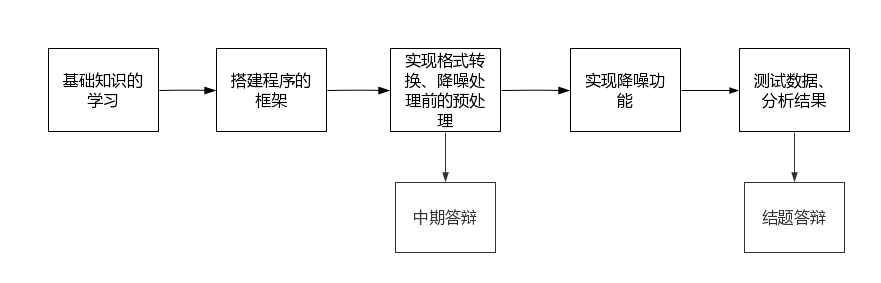 基础知识的
学习
搭建程序的
框架
实现格式转
换、降噪处
理前的预处
理
实现降噪功
能
测试数据、
分析结果
中期答辩
结题答辩